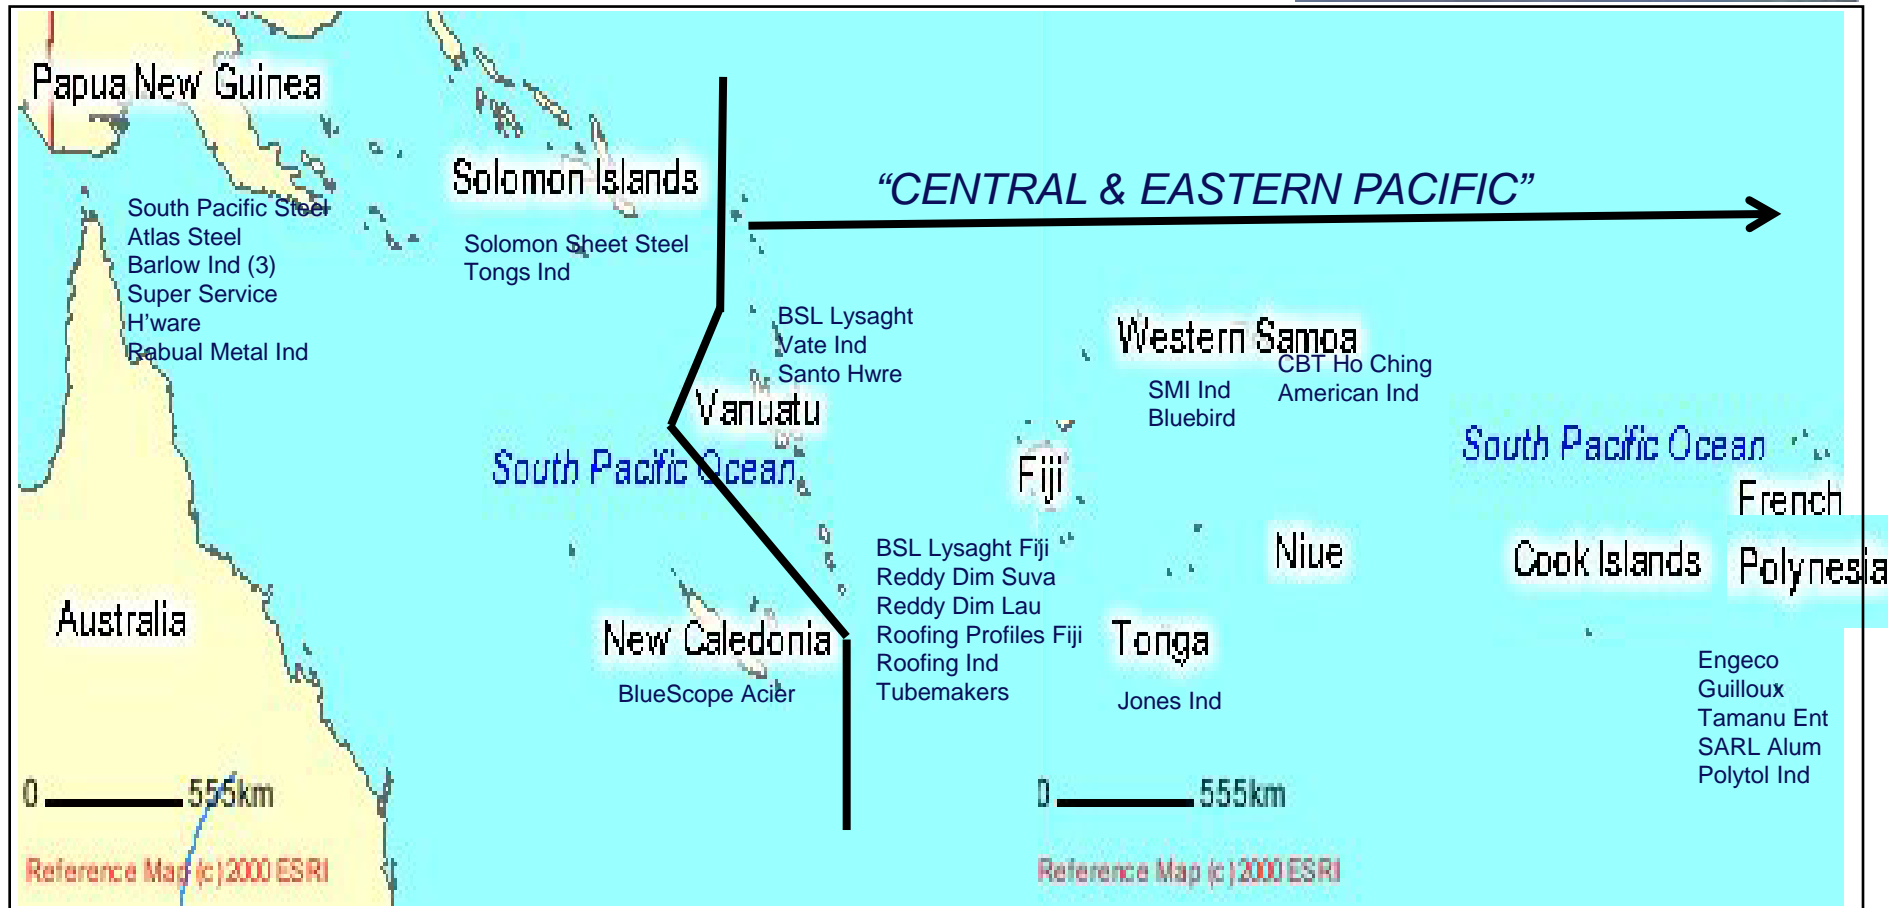 Papua New Guinea
Solomon Islands
"CENTRAL & EASTERN PACIFIC"
South Pacific Steel
Atlas Steel
Barlow Ind (3)
Super Service
H'ware
Rabual Metal Ind
Solomon Sheet Steel
Tongs Ind
BSL Lysaght
Vate Ind
Santo Hwre
Vanuatu
Western Samoa
SMI Ind
Bluebird
CBT Ho Ching
American Ind
South Pacific Ocean
Fiji
South Pacific Ocean
French
Polynesia
Niue
Cook Islands
BSL Lysaght Fiji
Reddy Dim Suva
Reddy Dim Lau
Roofing Profiles Fiji
Roofing Ind
Tubemakers
Australia
New Caledonia
BlueScope Acier
Tonga
Jones Ind
Engeco
Guilloux
Tamanu Ent
SARL Alum
Polytol Ind
0 555km
0 555km
Reference Map (c) 2000 ESRI
Reference Map (c) 2000 ESRI